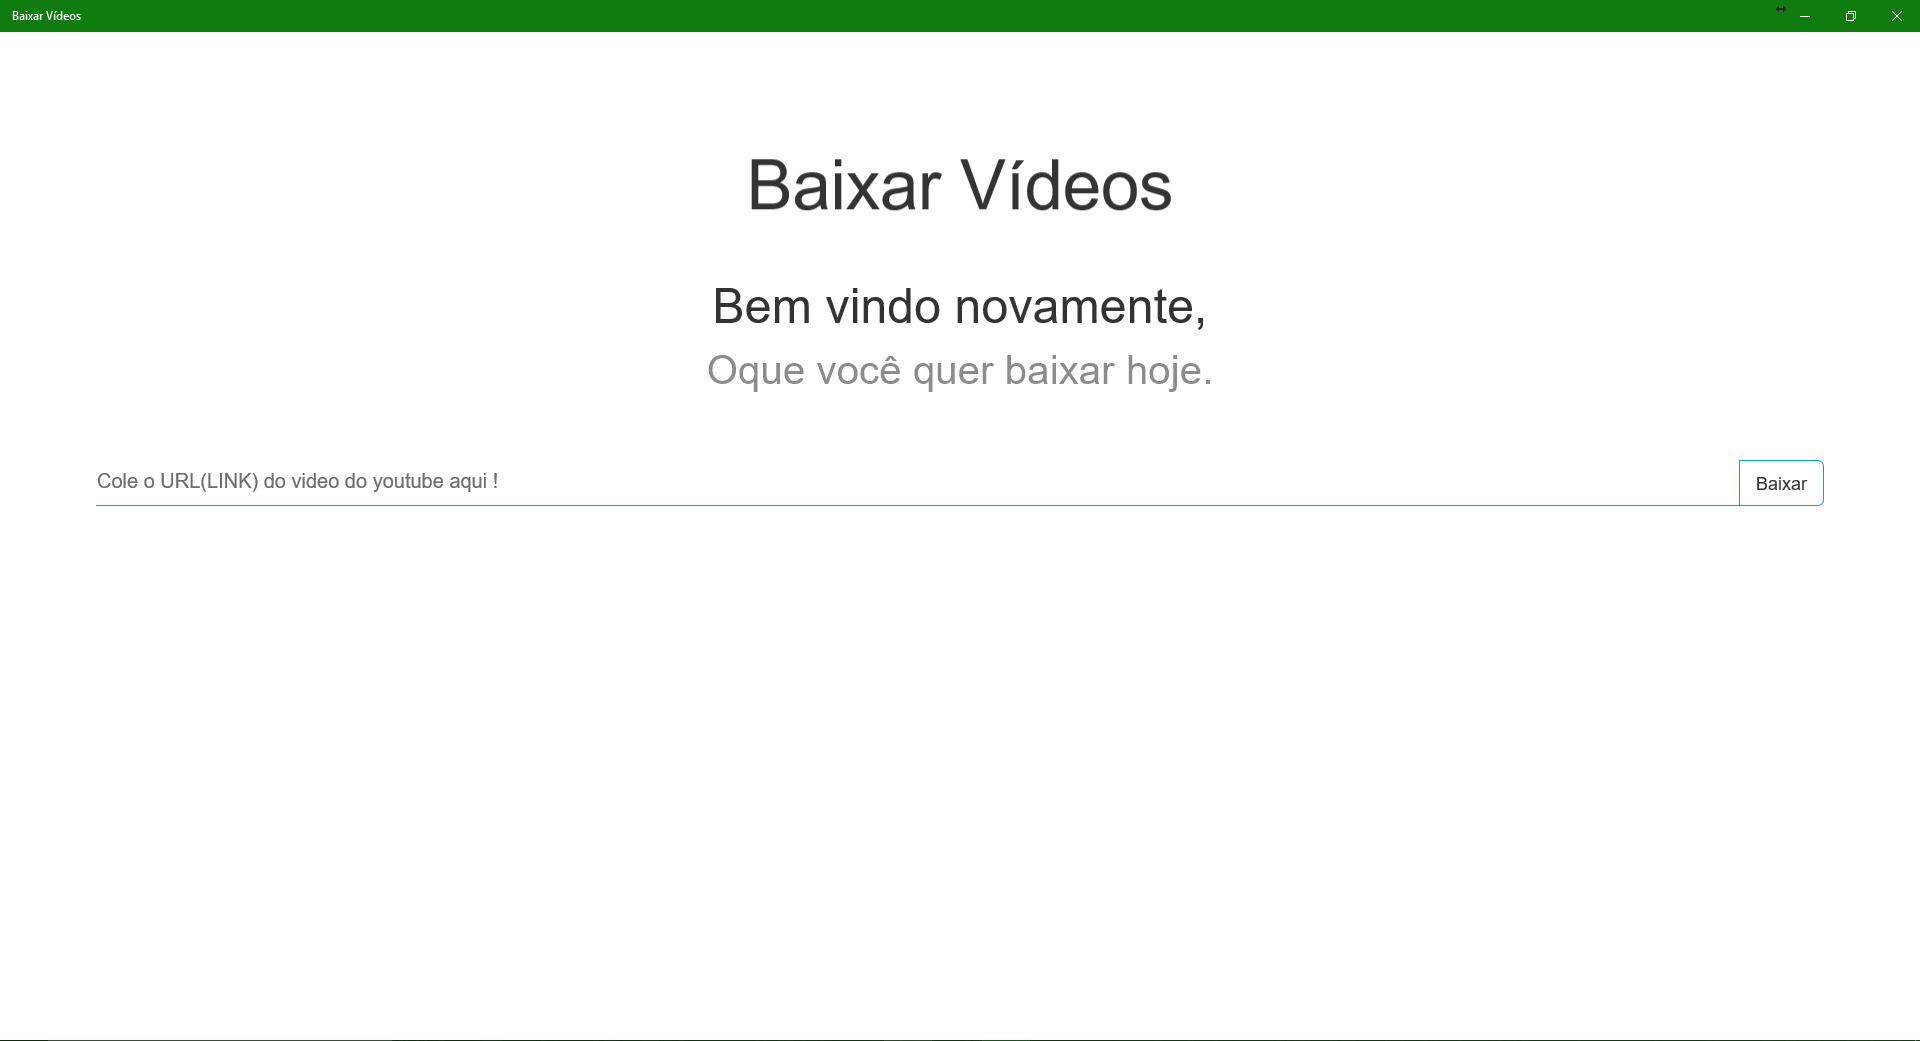 Baixar Vídeos
Baixar Vídeos
Bem vindo novamente,
Oque você quer baixar hoje.
Cole o URL(LINK) do video do youtube aqui !
Baixar